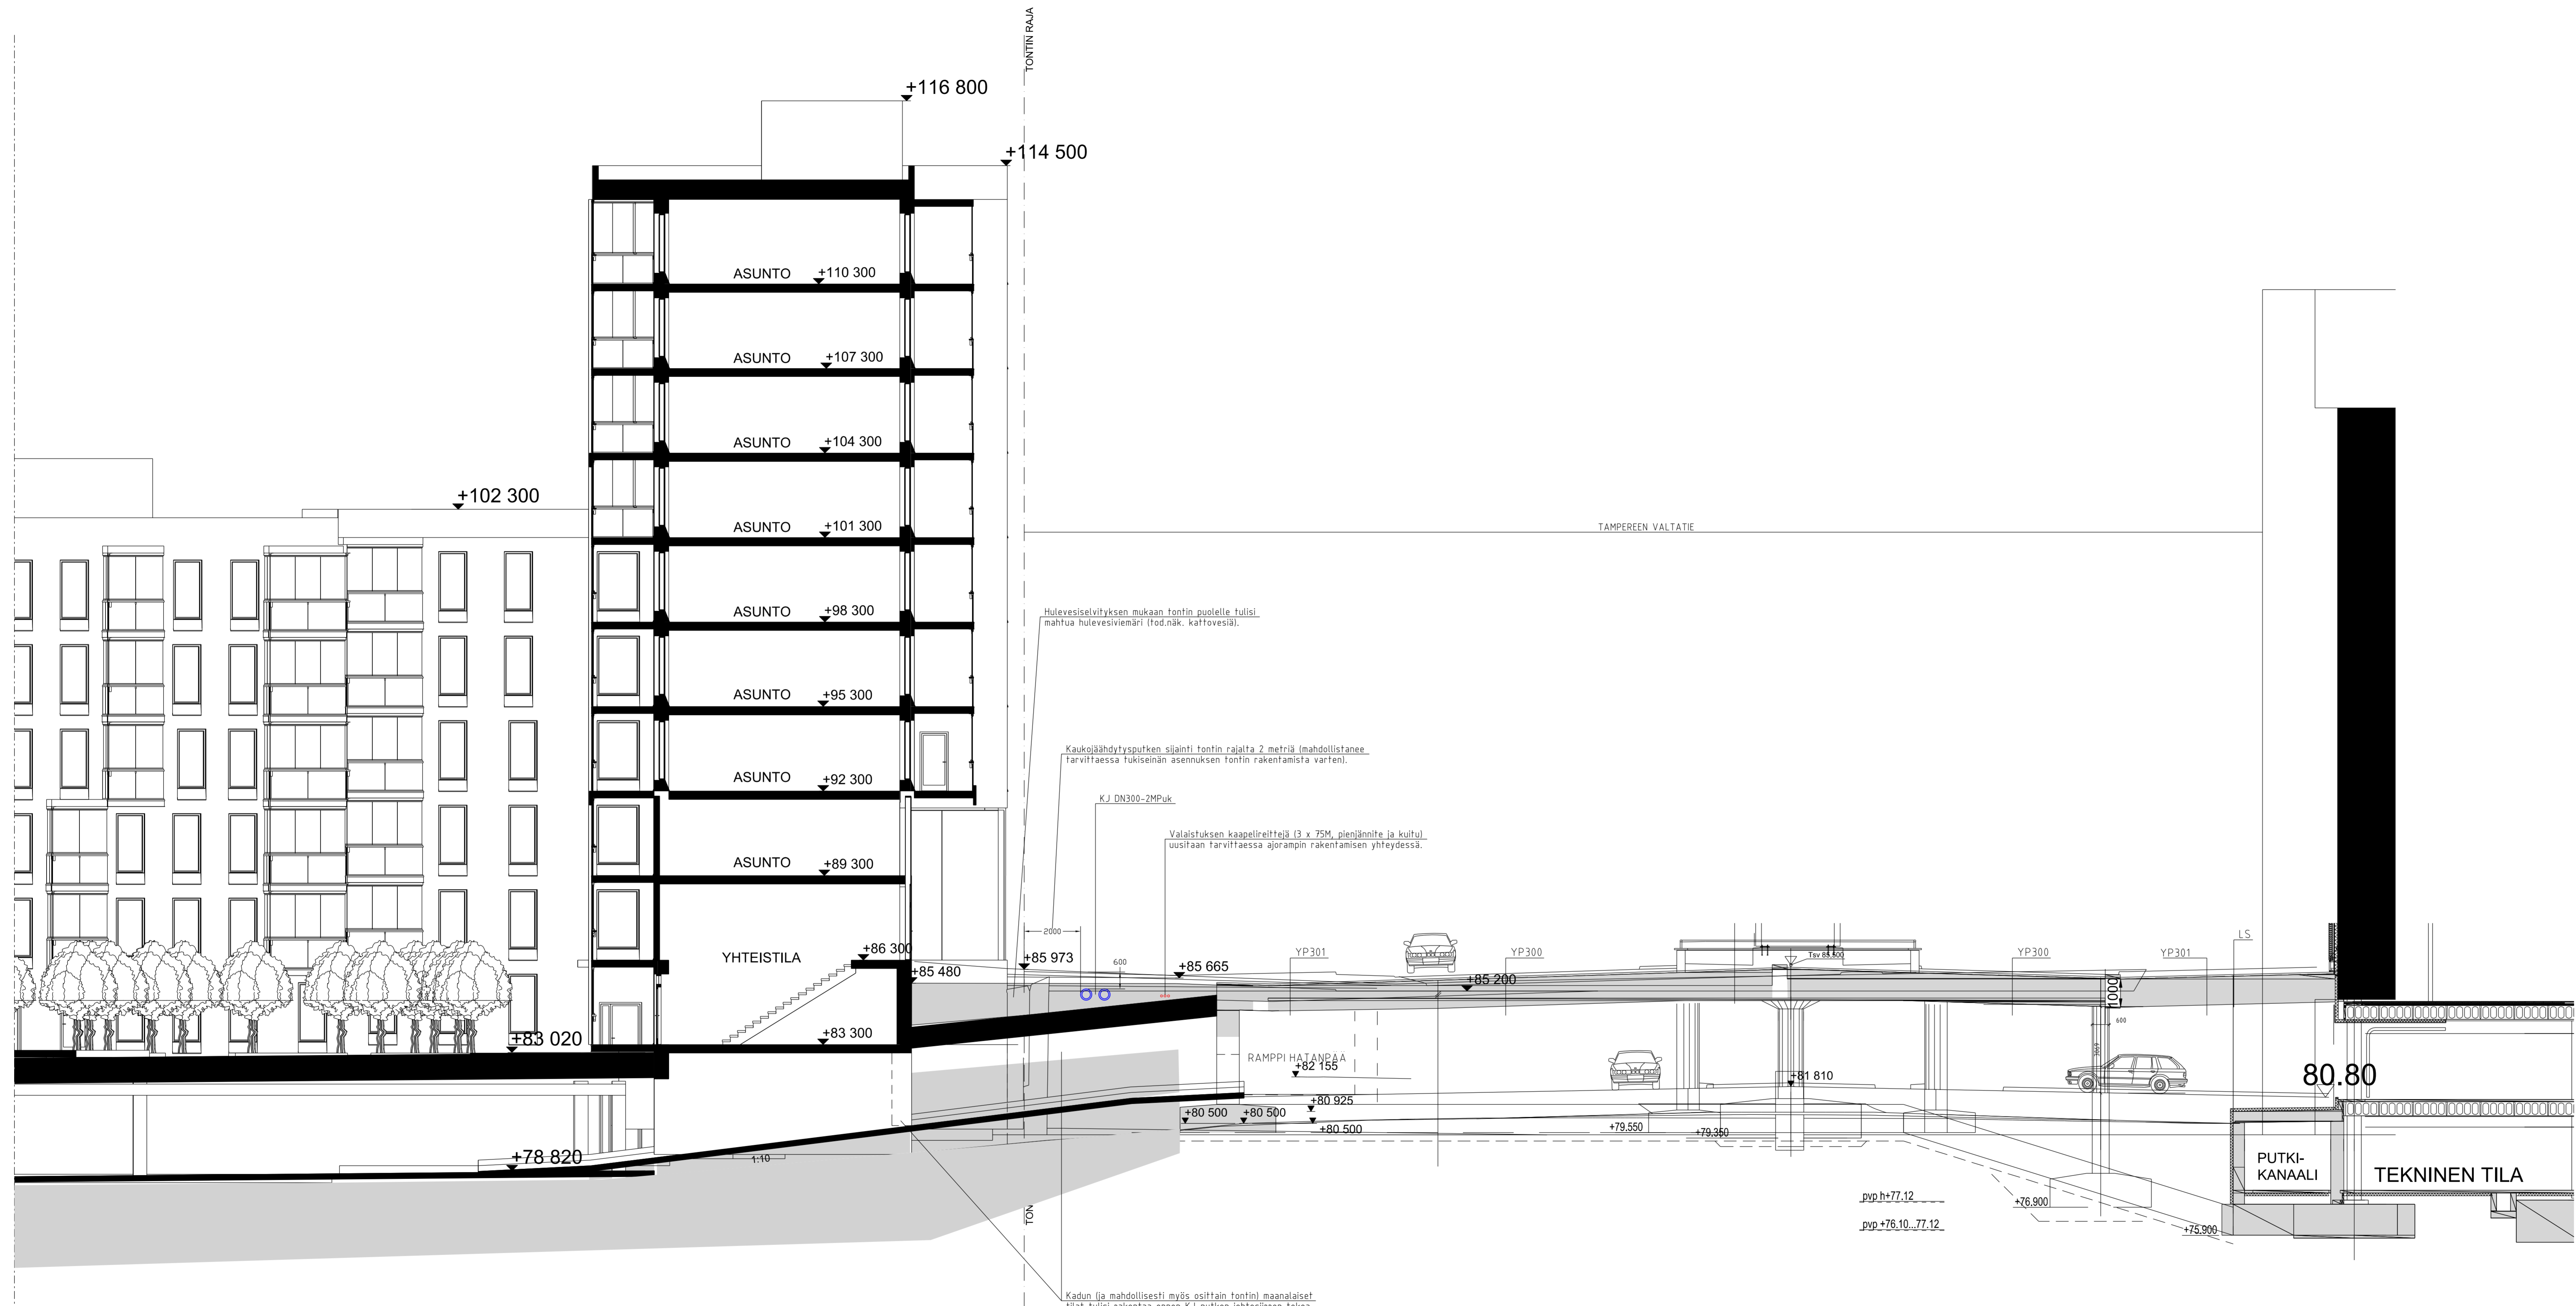 TONTIN RAJA
+116 800
+114 500
ASUNTO +110 300
ASUNTO +107 300
ASUNTO +104 300
+102 300
ASUNTO +101 300
TAMPEREEN VALTATIE
ASUNTO +98 300
Hulevesiselvityksen mukaan tontin puolelle tulisi
mahtua hulevesiviemäri (tod.näk. kattovesiä).
ASUNTO +95 300
Kaukojäähdytysputken sijainti tontin rajalta 2 metriä (mahdollistanee
tarvittaessa tukiseinän asennuksen tontin rakentamista varten).
ASUNTO +92 300
KJ DN300-2MPuk
Valaistuksen kaapelireittejä (3 x 75M, pienjännite ja kuitu)
uusitaan tarvittaessa ajorampin rakentamisen yhteydessä.
ASUNTO +89 300
2000
LS
YHTEISTILA
+86 300
+85 973
600
+85 665
YP301
YP300
Tsv 85.500
YP300
YP301
+85 480
+85 200
1000
600
3069
+83 020
+83 300
RAMPPI HATANPÄÄ
+82 155
+81 810
80.80
+80 925
+80 500
+80 500
+80 500
+79.550
+79.350
+78 820
1:10
PUTKI-
KANAALI
TEKNINEN TILA
pvp h+77.12
+76.900
pvp +76.10...77.12
+75.900
TON
Kadun (ja mahdollisesti myös osittain tontin) maanalaiset